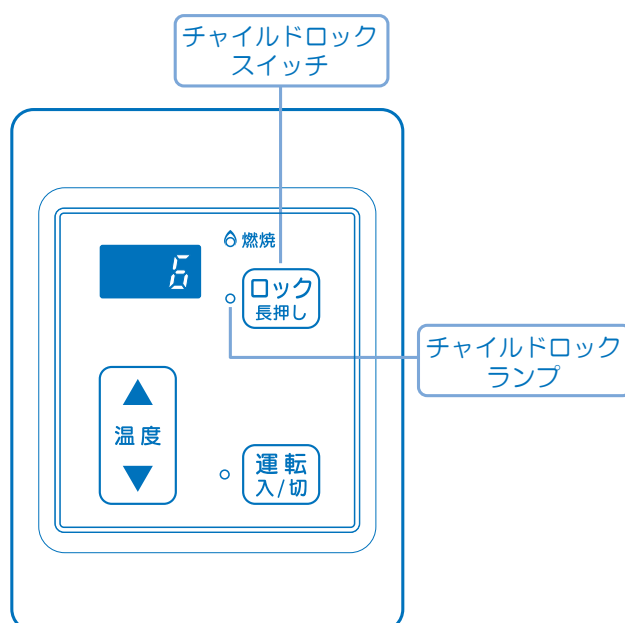 チャイルドロック
スイッチ
燃焼
6
ロック
長押し
チャイルドロック
ランプ
温度
運転
入/切